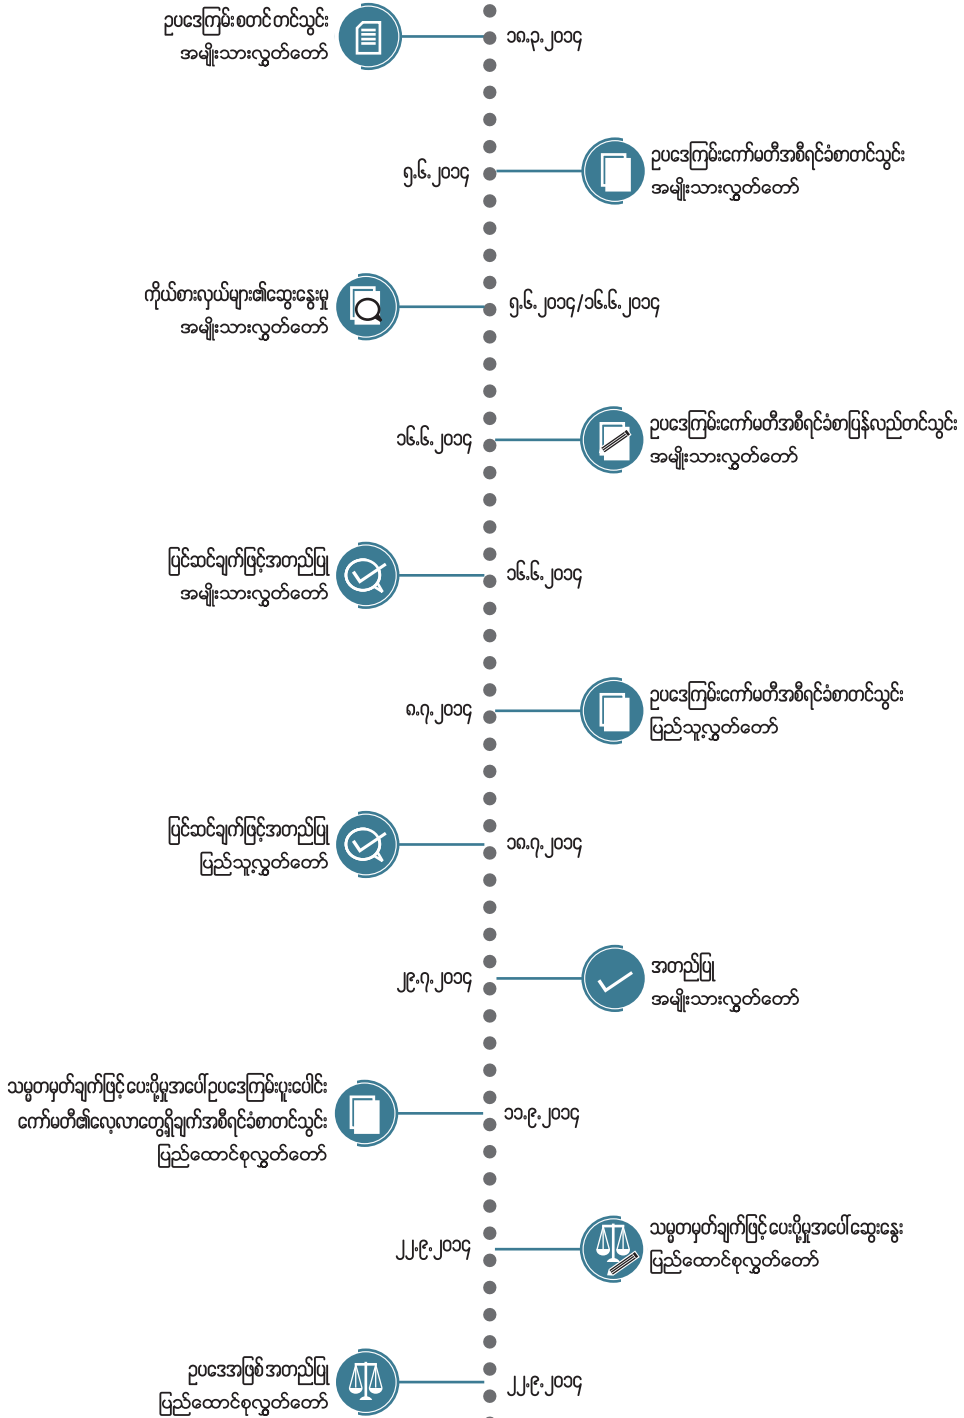 ဥပဒေကြမ်းစတင်တင်သွင်း
အမျိုးသားလွှတ်တော်
၁၈.၃.၂၀၁၄
၅.၆.၂၀၁၄
ဥပဒေကြမ်းကော်မတီအစီရင်ခံစာတင်သွင်း
အမျိုးသားလွှတ်တော်
ကိုယ်စားလှယ်များ၏ဆွေးနွေးမှု
အမျိုးသားလွှတ်တော်
၅.၆.၂၀၁၄/၁၆.၆.၂၀၁၄
၁၆.၆.၂၀၁၄
ဥပဒေကြမ်းကော်မတီအစီရင်ခံစာပြန်လည်တင်သွင်း
အမျိုးသားလွှတ်တော်
ပြင်ဆင်ချက်ဖြင့်အတည်ပြု
အမျိုးသားလွှတ်တော်
၁၆.၆.၂၀၁၄
၈.၇.၂၀၁၄
ဥပဒေကြမ်းကော်မတီအစီရင်ခံစာတင်သွင်း
ပြည်သူ့လွှတ်တော်
ပြင်ဆင်ချက်ဖြင့်အတည်ပြု
ပြည်သူ့လွှတ်တော်
၁၈.၇.၂၀၁၄
၂၉.၇.၂၀၁၄
အတည်ပြု
အမျိုးသားလွှတ်တော်
သမ္မတမှတ်ချက်ဖြင့် ပေးပို့မှုအပေါ် ဥပဒေကြမ်းပူးပေါင်း
ကော်မတီ၏လေ့လာတွေ့ရှိချက်အစီရင်ခံစာတင်သွင်း
ပြည်ထောင်စုလွှတ်တော်
၁၁.၉.၂၀၁၄
၂၂.၉.၂၀၁၄
သမ္မတမှတ်ချက်ဖြင့် ပေးပို့မှုအပေါ် ဆွေးနွေး
ပြည်ထောင်စုလွှတ်တော်
ဥပဒေအဖြစ်အတည်ပြု
ပြည်ထောင်စုလွှတ်တော်
၂၂.၉.၂၀၁၄